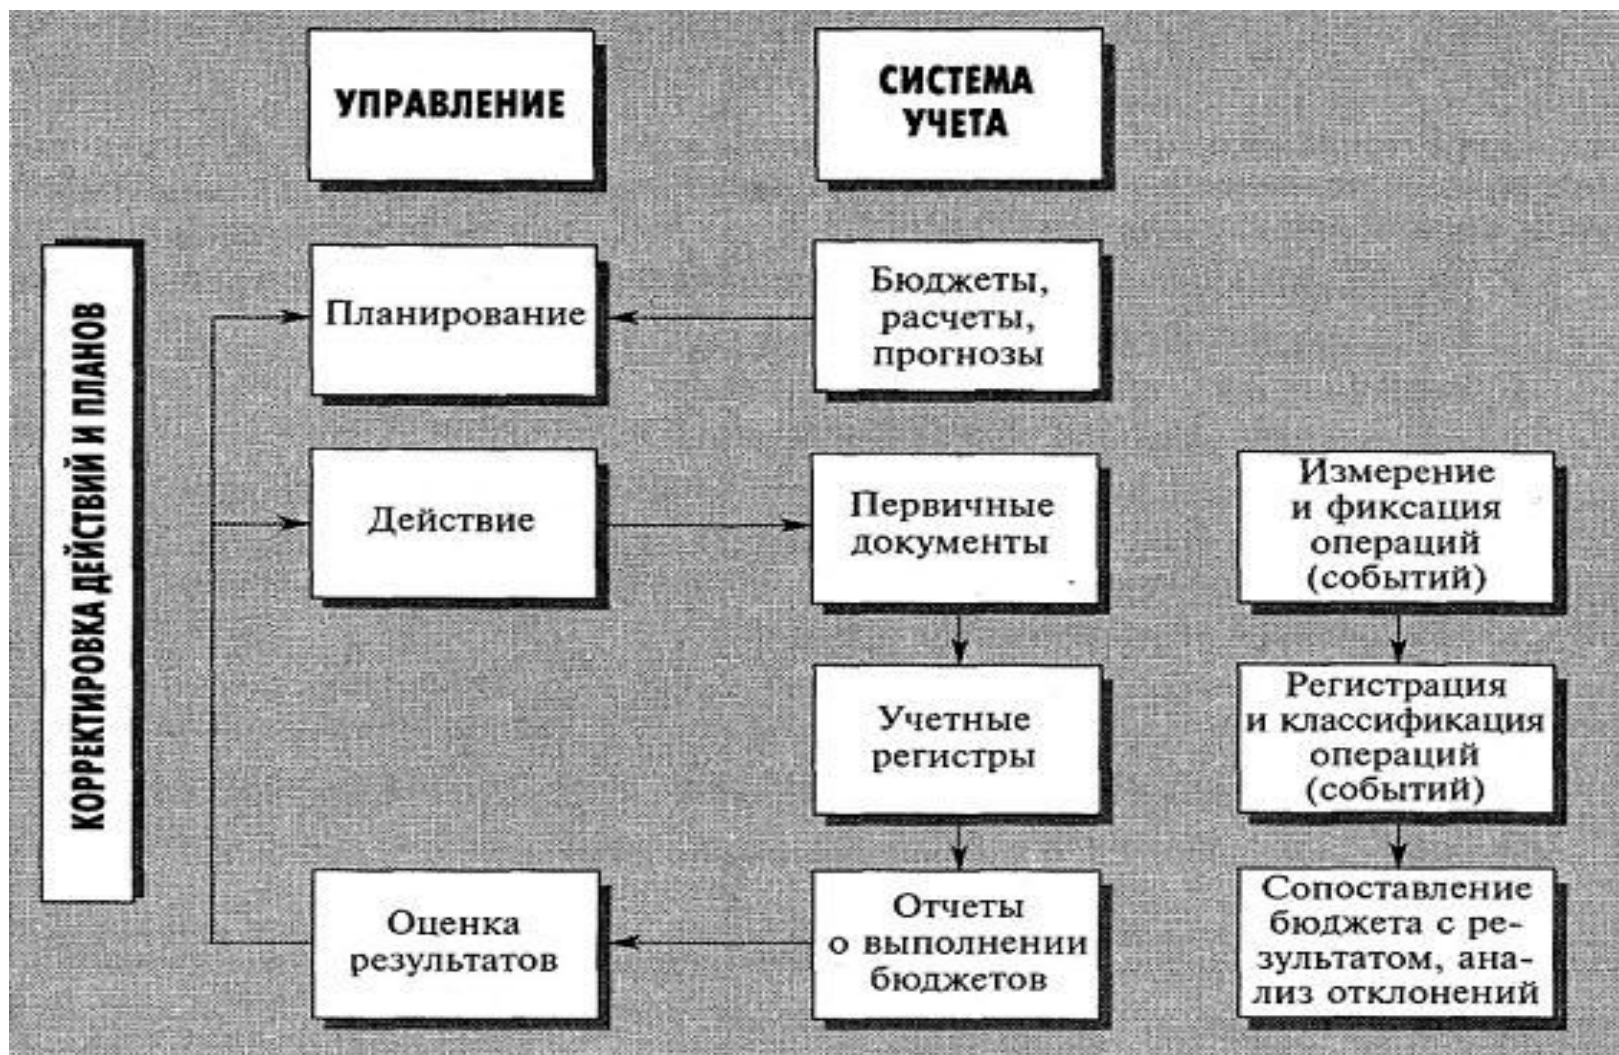 УПРАВЛЕНИЕ
СИСТЕМА
УЧЕТА
КОРРЕКТИРОВКА ДЕЙСТВИЙ И ПЛАНОВ
Планирование
Бюджеты,
расчеты,
прогнозы
Действие
Первичные
документы
Измерение
и фиксация
операций
(событий)
Учетные
регистры
Регистрация
и классификация
операций
(событий)
Оценка
результатов
Отчеты
о выполнении
бюджетов
Сопоставление
бюджета с ре-
зультатом, ана-
лиз отклонений